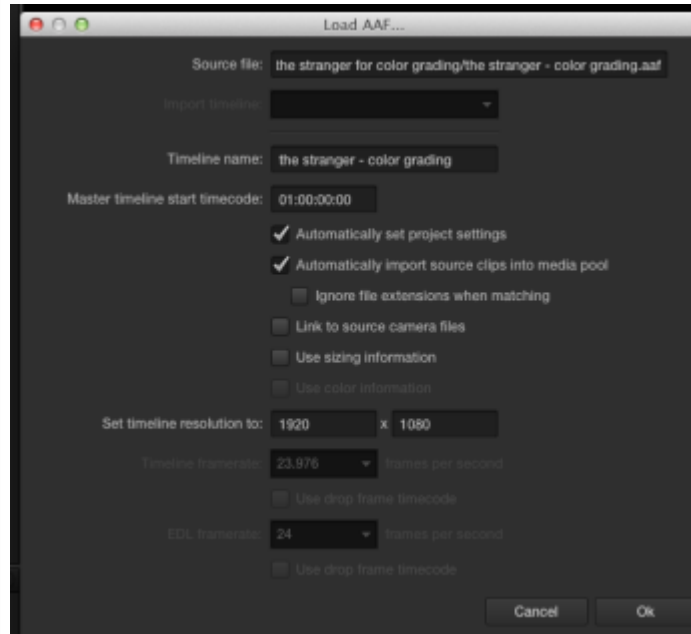 Load AAF...
Source file: the stranger for color grading/the stranger - color grading.aaf
Import timeline:
Timeline name: the stranger - color grading
Master timeline start timecode: 01:00:00:00
Automatically set project settings
Automatically import source clips into media pool
Ignore file extensions when matching
Link to source camera files
Use sizing information
Use color information
Set timeline resolution to: 1920 x 1080
Timeline framerate: 23.976 frames per second
Use drop frame timecode
EDL framerate: 24 frames per second
Use drop frame timecode
Cancel Ok